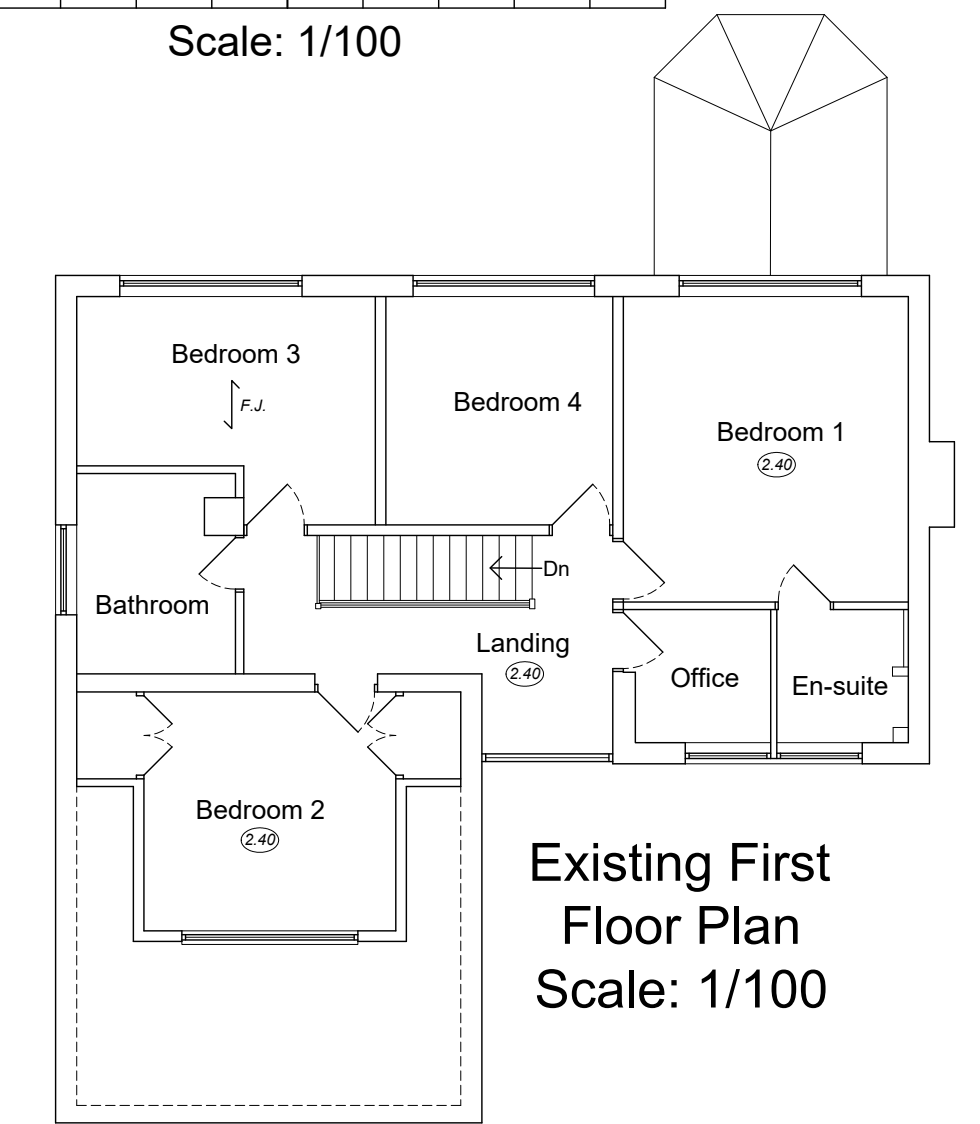 Scale: 1/100
Bedroom 3
F.J.
Bedroom 4
Bedroom 1
2.40
Dn
Bathroom
Landing
2.40
Office
En-suite
Bedroom 2
2.40
Existing First
Floor Plan
Scale: 1/100